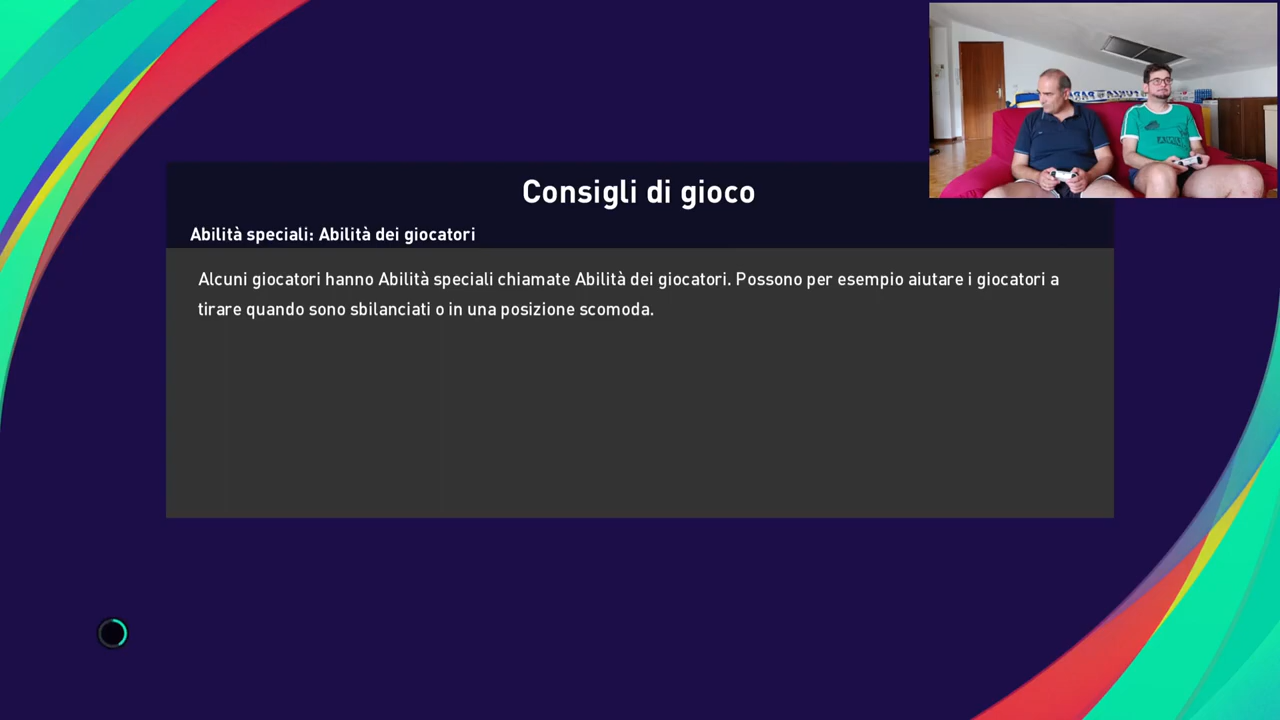 Consigli di gioco
Abilità speciali: Abilità dei giocatori
Alcuni giocatori hanno Abilità speciali chiamate Abilità dei giocatori. Possono per esempio aiutare i giocatori a
tirare quando sono sbilanciati o in una posizione scomoda.